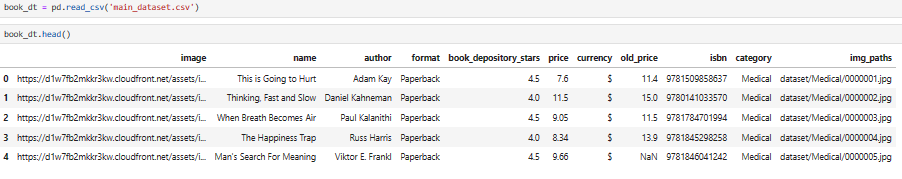 book_dt = pd.read_csv('main_dataset.csv')
book_dt.head()
image name author format book_depository_stars price currency old_price isbn category img_paths
0 https://d1w7fb2mkkr3kw.cloudfront.net/assets/i... This is Going to Hurt Adam Kay Paperback 4.5 7.6 $ 11.4 9781509858637 Medical dataset/Medical/0000001.jpg
1 https://d1w7fb2mkkr3kw.cloudfront.net/assets/i... Thinking, Fast and Slow Daniel Kahneman Paperback 4.0 11.5 $ 15.0 9780141033570 Medical dataset/Medical/0000002.jpg
2 https://d1w7fb2mkkr3kw.cloudfront.net/assets/i... When Breath Becomes Air Paul Kalanithi Paperback 4.5 9.05 $ 11.5 9781784701994 Medical dataset/Medical/0000003.jpg
3 https://d1w7fb2mkkr3kw.cloudfront.net/assets/i... The Happiness Trap Russ Harris Paperback 4.0 8.34 $ 13.9 9781845298258 Medical dataset/Medical/0000004.jpg
4 https://d1w7fb2mkkr3kw.cloudfront.net/assets/i... Man's Search For Meaning Viktor E. Frankl Paperback 4.5 9.66 $ NaN 9781846041242 Medical dataset/Medical/0000005.jpg